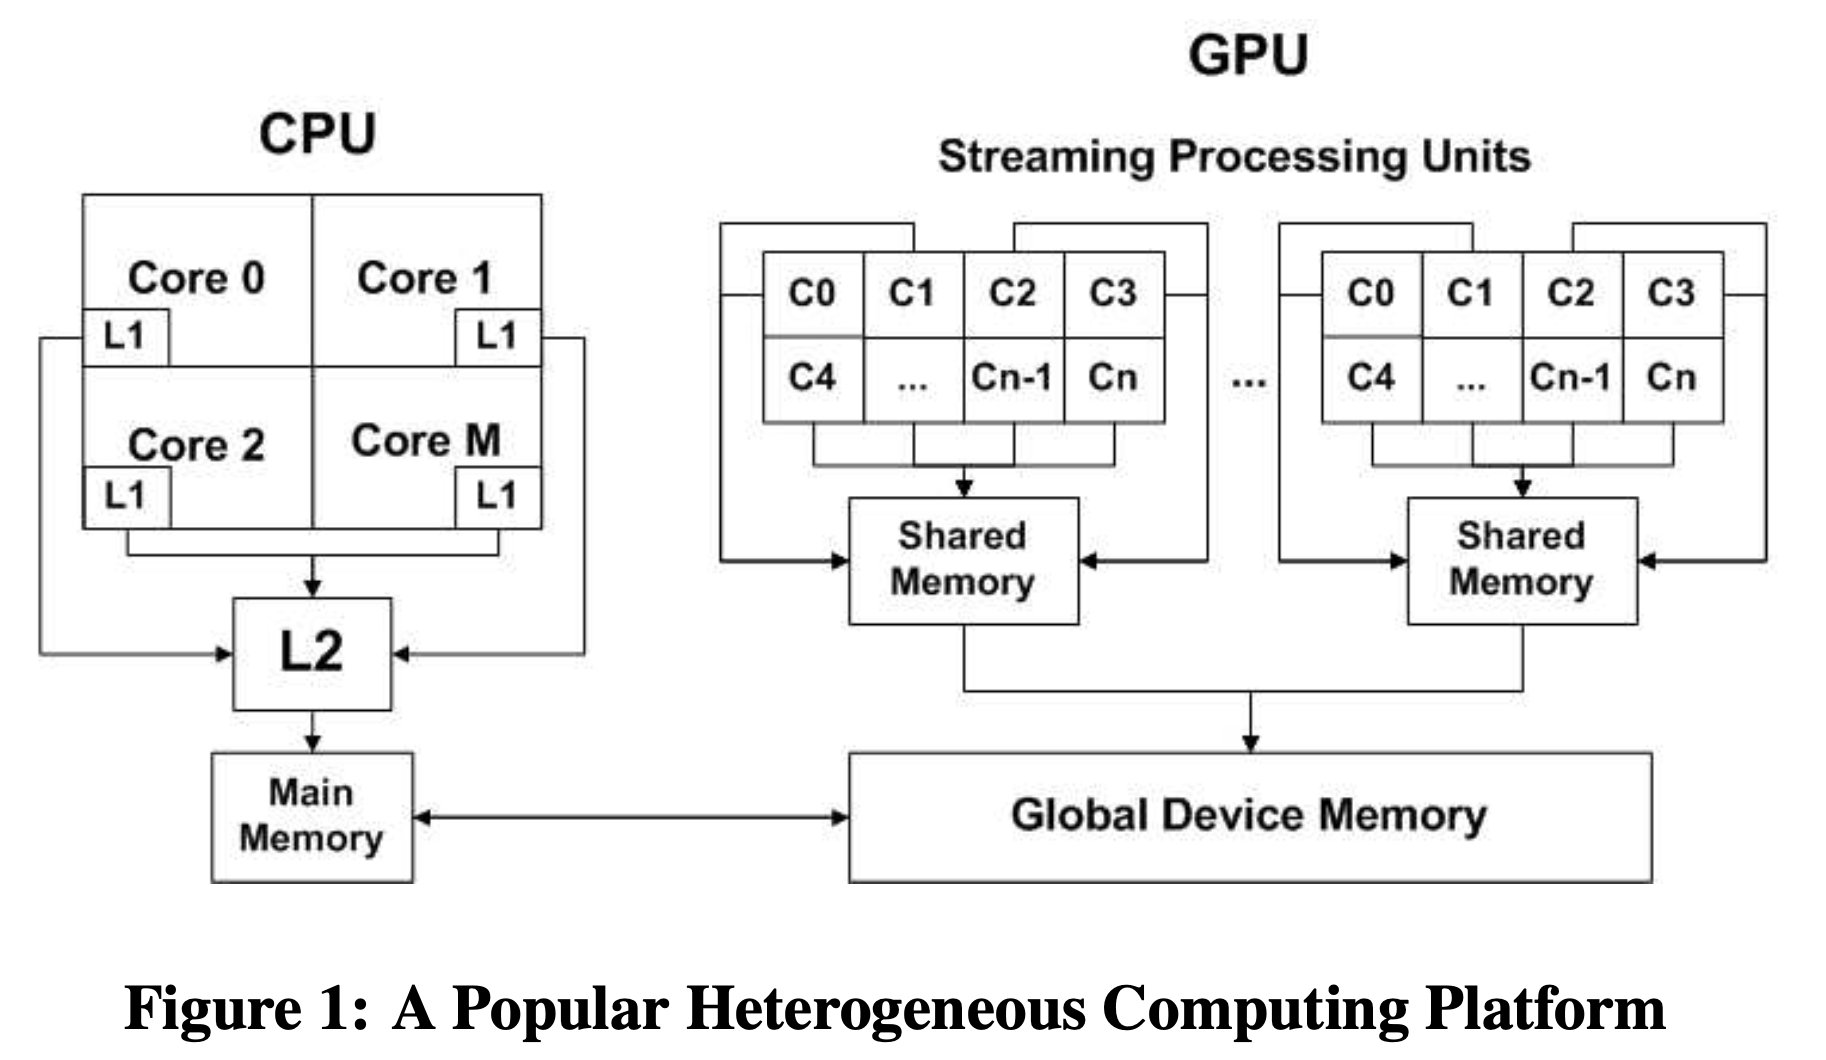 GPU
CPU
Streaming Processing Units
Core 0
Core 1
L1
L1
Core 2
Core M
L1
L1
L2
Main
Memory
C0 C1 C2 C3
C4 ... Cn-1 Cn
...
C0 C1 C2 C3
C4 ... Cn-1 Cn
Shared
Memory
Shared
Memory
Global Device Memory
Figure 1: A Popular Heterogeneous Computing Platform